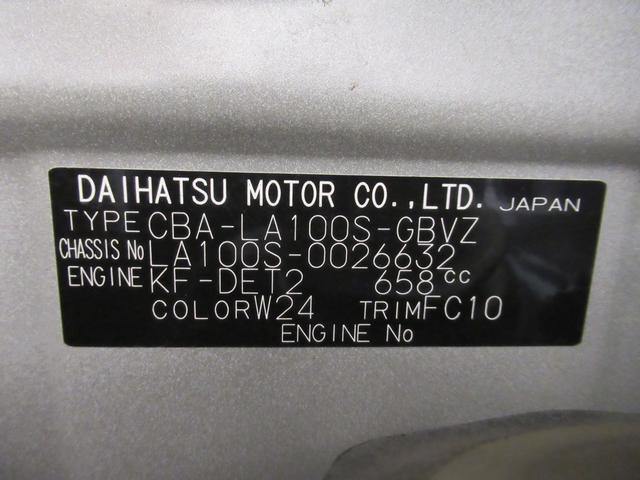 DAIHATSU MOTOR CO.,LTD. JAPAN
TYPE CBA-LA100S-GBVZ
CHASSIS No LA100S-0026632
ENGINE KF-DET2 658cc
COLOR W24 TRIM FC10
ENGINE No